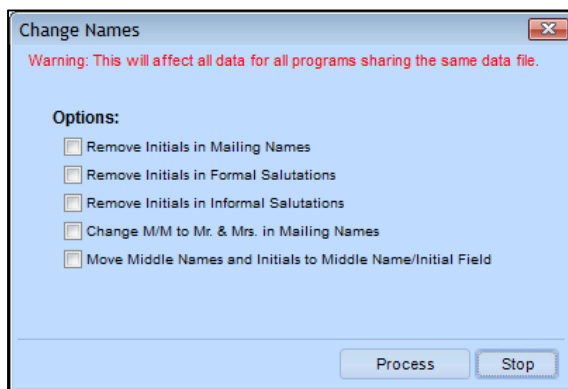 Change Names
Warning: This will affect all data for all programs sharing the same data file.
Options:
Remove Initials in Mailing Names
Remove Initials in Formal Salutations
Remove Initials in Informal Salutations
Change M/M to Mr. & Mrs. in Mailing Names
Move Middle Names and Initials to Middle Name/Initial Field
Process Stop